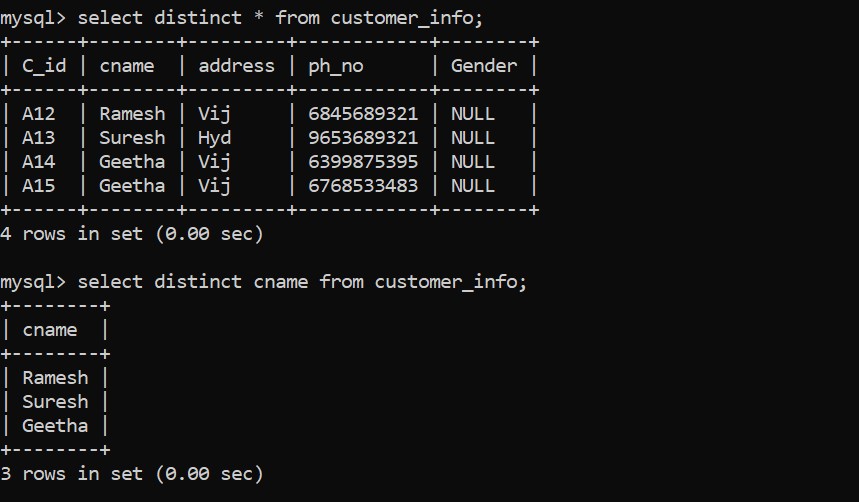 mysql> select distinct * from customer_info;
+------+--------+---------+------------+--------+
| C_id | cname  | address | ph_no      | Gender |
+------+--------+---------+------------+--------+
| A12  | Ramesh | Vij     | 6845689321 | NULL   |
| A13  | Suresh | Hyd     | 9653689321 | NULL   |
| A14  | Geetha | Vij     | 6399875395 | NULL   |
| A15  | Geetha | Vij     | 6768533483 | NULL   |
+------+--------+---------+------------+--------+
4 rows in set (0.00 sec)

mysql> select distinct cname from customer_info;
+--------+
| cname  |
+--------+
| Ramesh |
| Suresh |
| Geetha |
+--------+
3 rows in set (0.00 sec)